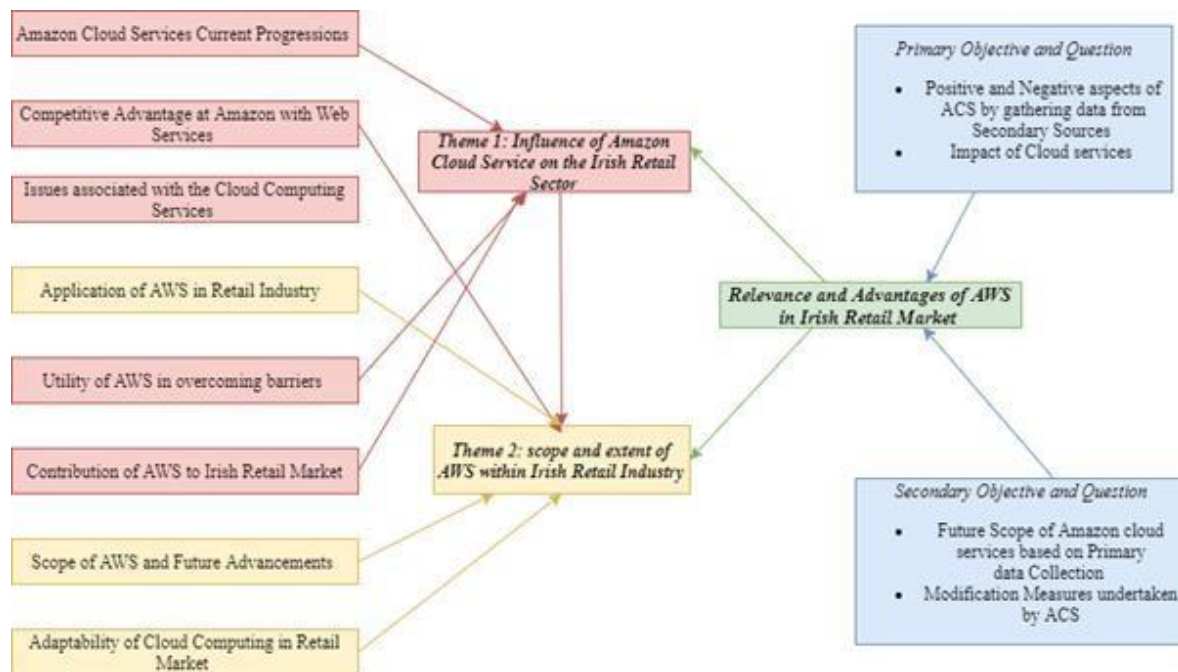 Amazon Cloud Services Current Progressions
Competitive Advantage at Amazon with Web
Services
Issues associated with the Cloud Computing
Services
Application of AWS in Retail Industry
Utility of AWS in overcoming barriers
Contribution of AWS to Irish Retail Market
Scope of AWS and Future Advancements
Adaptability of Cloud Computing in Retail
Market
Theme 1: Influence of Amazon
Cloud Service on the Irish Retail
Sector
Theme 2: scope and extent of
AWS within Irish Retail Industry
Relevance and Advantages of AWS
in Irish Retail Market
Primary Objective and Question
• Positive and Negative aspects of
ACS by gathering data from
Secondary Sources
• Impact of Cloud services
Secondary Objective and Question
• Future Scope of Amazon cloud
services based on Primary
data Collection
• Modification Measures undertaken
by ACS